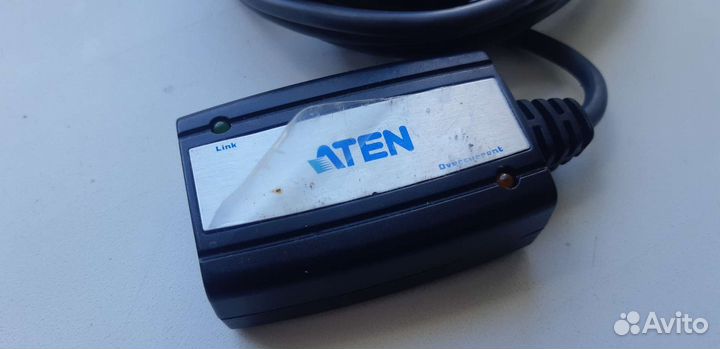 Link
ATEN
Overcurrent
Avito